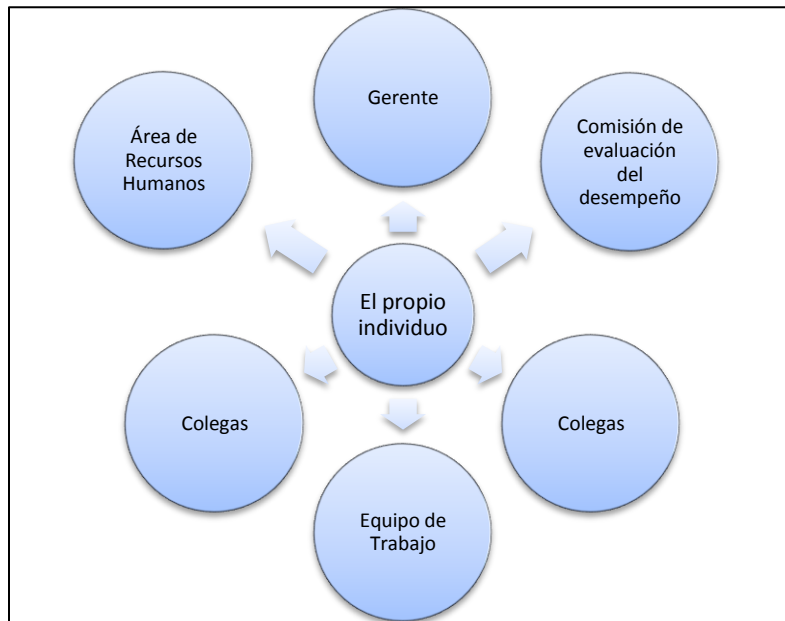 Gerente
Área de
Recursos
Humanos
Comisión de
evaluación
del
desempeño
El propio
individuo
Colegas
Colegas
Equipo de
Trabajo